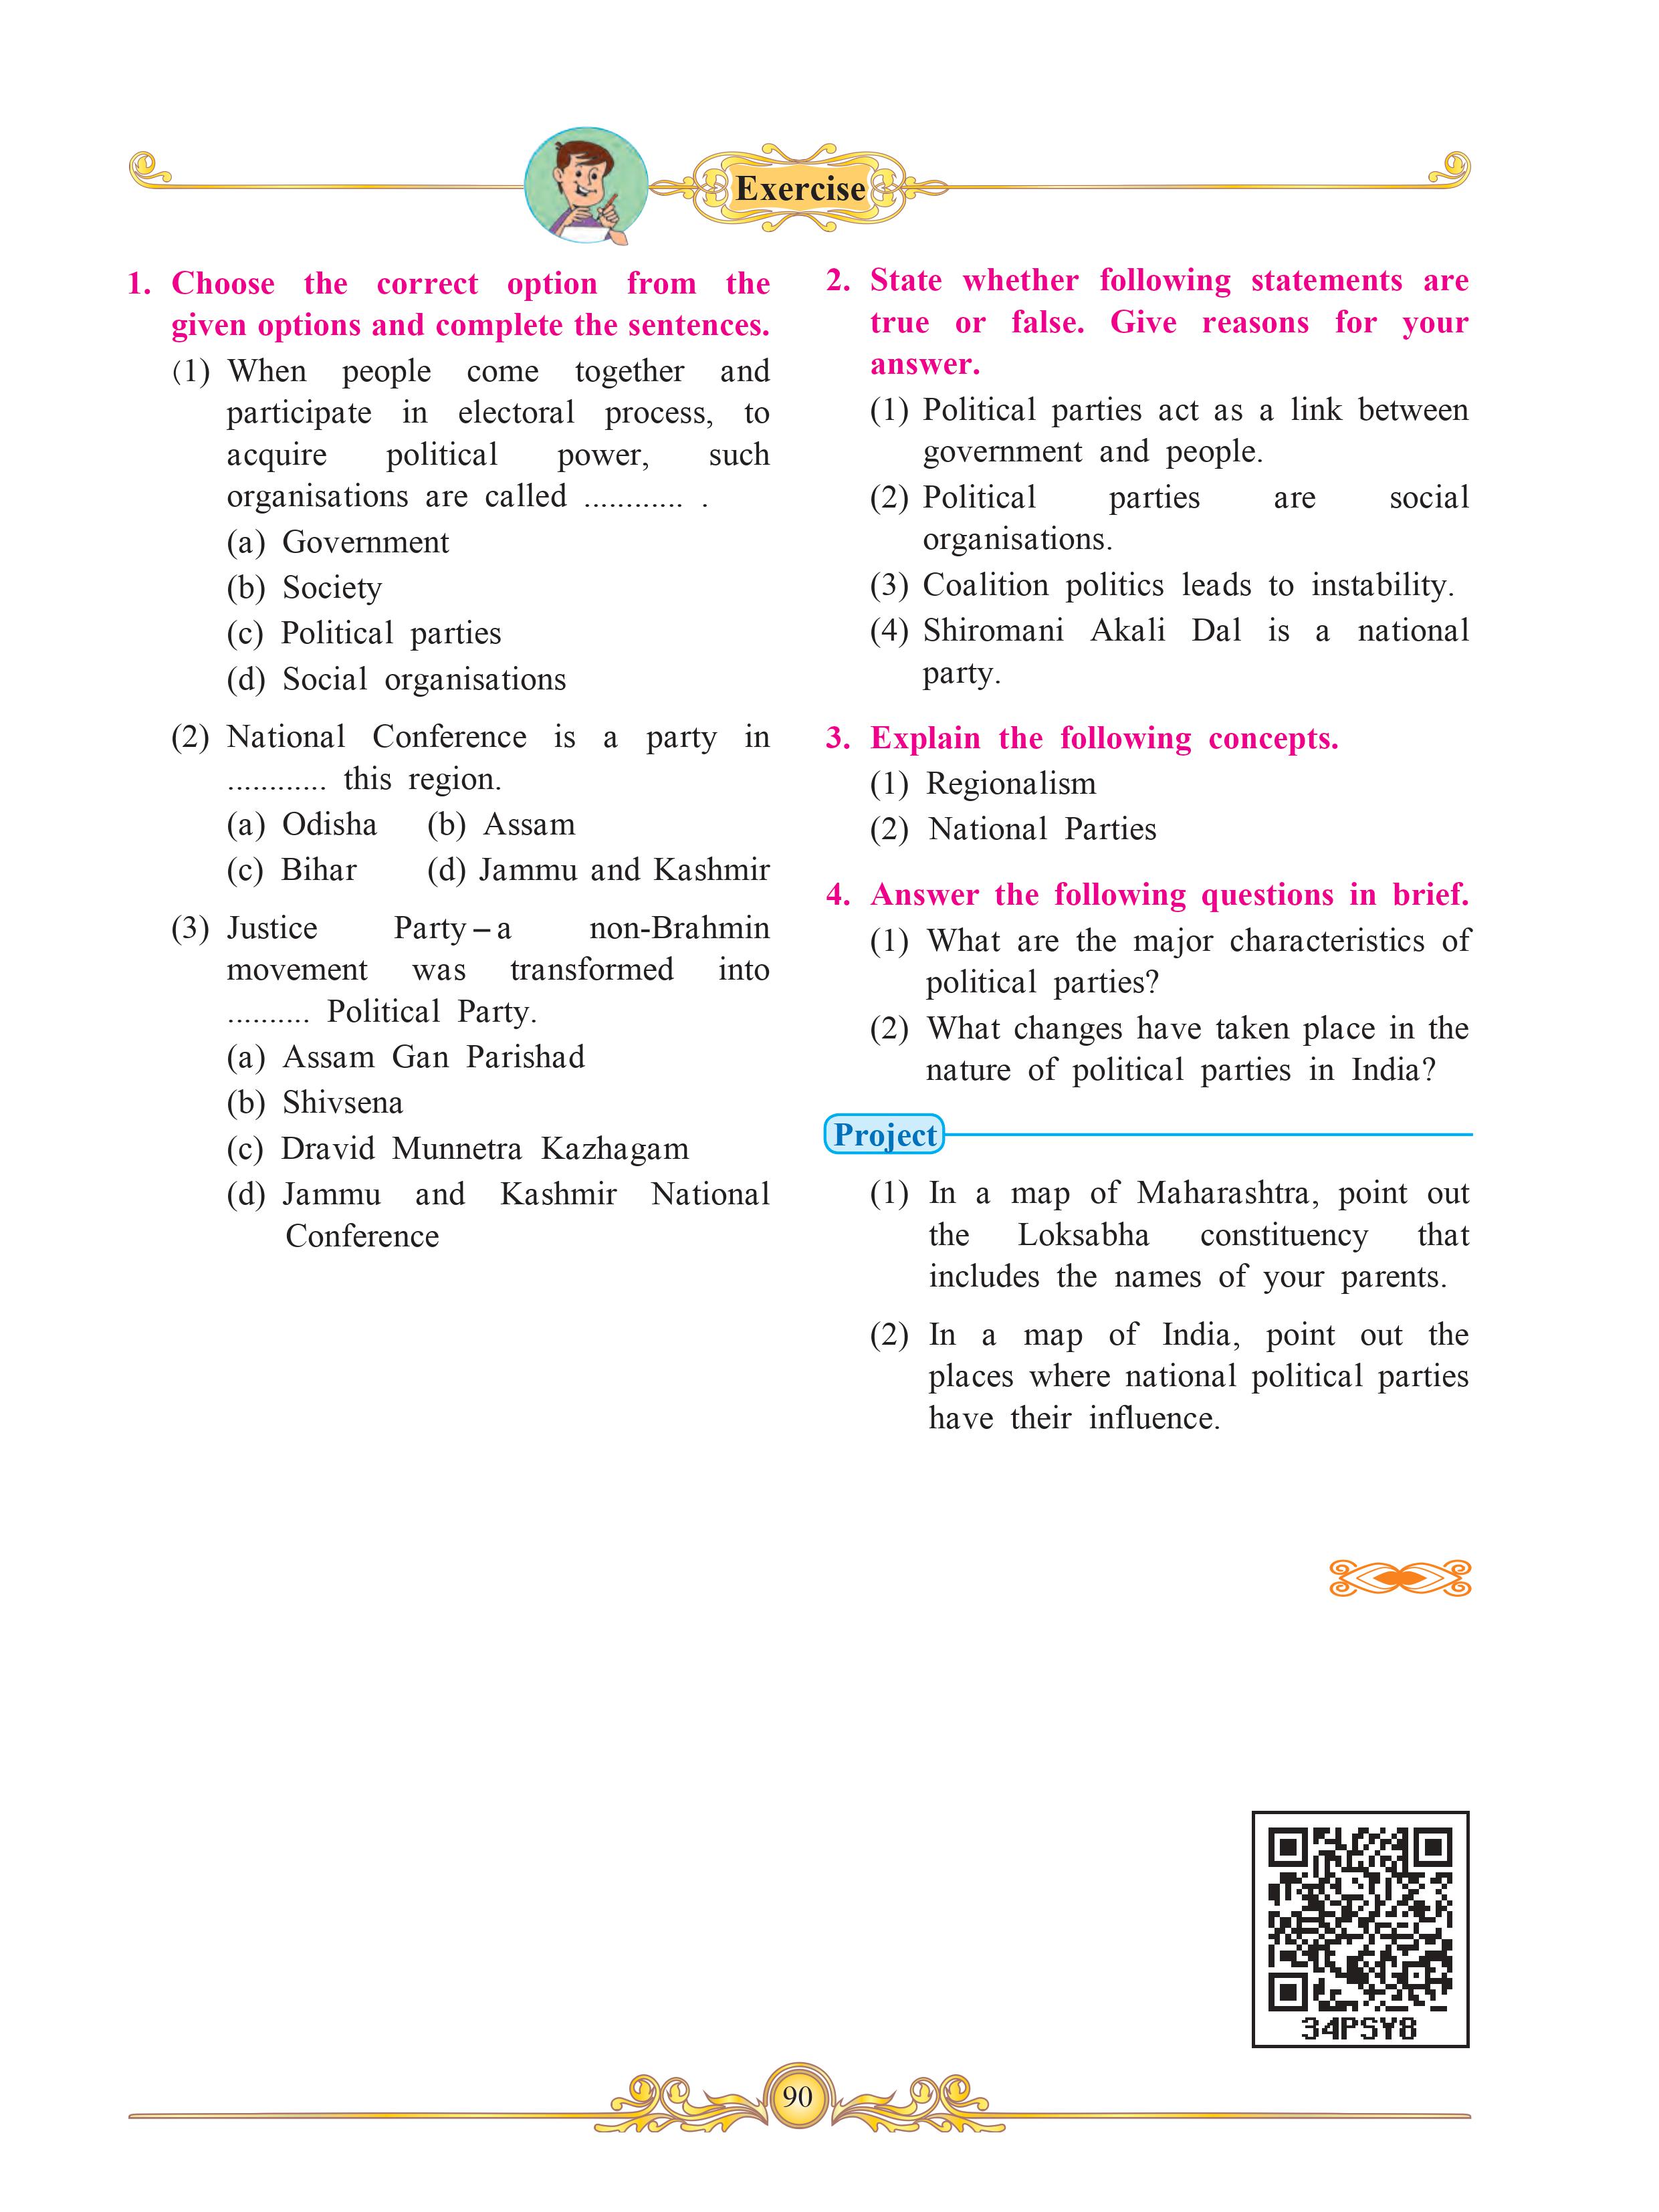 Exercise
1. Choose the correct option from the
given options and complete the sentences.
(1) When people come together and
participate in electoral process, to
acquire political power, such
organisations are called ............ .
(a) Government
(b) Society
(c) Political parties
(d) Social organisations
(2) National Conference is a party in
............ this region.
(a) Odisha (b) Assam
(c) Bihar (d) Jammu and Kashmir
(3) Justice Party – a non-Brahmin
movement was transformed into
.......... Political Party.
(a) Assam Gan Parishad
(b) Shivsena
(c) Dravid Munnetra Kazhagam
(d) Jammu and Kashmir National
Conference
2. State whether following statements are
true or false. Give reasons for your
answer.
(1) Political parties act as a link between
government and people.
(2) Political parties are social
organisations.
(3) Coalition politics leads to instability.
(4) Shiromani Akali Dal is a national
party.
3. Explain the following concepts.
(1) Regionalism
(2) National Parties
4. Answer the following questions in brief.
(1) What are the major characteristics of
political parties?
(2) What changes have taken place in the
nature of political parties in India?
Project
(1) In a map of Maharashtra, point out
the Loksabha constituency that
includes the names of your parents.
(2) In a map of India, point out the
places where national political parties
have their influence.
34PSY8
90